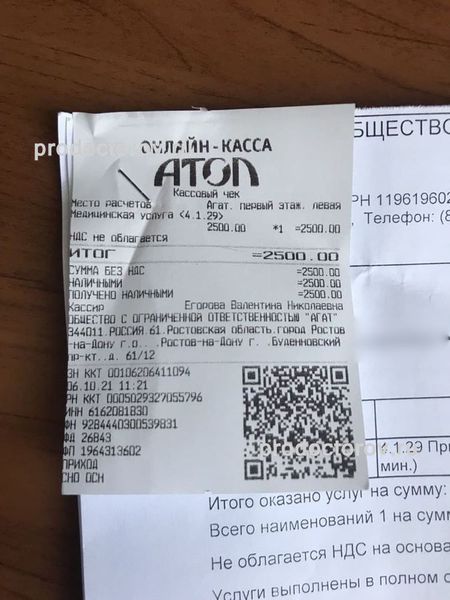 ОНЛАЙН-КАССА
АТОЛ
Кассовый чек
Место расчетов Агат. первый этаж. левая
Медицинская услуга <4.1.29>
2500.00 *1 =2500.00
НДС не облагается
ИТОГ =2500.00
СУММА БЕЗ НДС =2500.00
НАЛИЧНЫМИ =2500.00
ПОЛУЧЕНО НАЛИЧНЫМИ =2500.00
Кассир Егорова Валентина Николаевна
ОБЩЕСТВО С ОГРАНИЧЕННОЙ ОТВЕТСТВЕННОСТЬЮ "АГАТ"
344011.РОССИЯ.61.Ростовская область.город Ростов
-на-Дону г.о. ..Ростов-на-Дону г. .Буденновский
пр-кт..д. 61/12
ЗН ККТ 00106206411094
06.10.21 11:21
РН ККТ 0005029327055796
ИНН 6162081830
ФН 9284440300539831
ФД 26843
ФП 1964313602
ПРИХОД
СНО ОСН
БЩЕСТВО
РН 119619602
Телефон: (8
4.1.29 При
мин.)
Итого оказано услуг на сумму:
Всего наименований 1 на сумм
Не облагается НДС на основа
Услуги выполнены в полном о
prodoctorov.ru